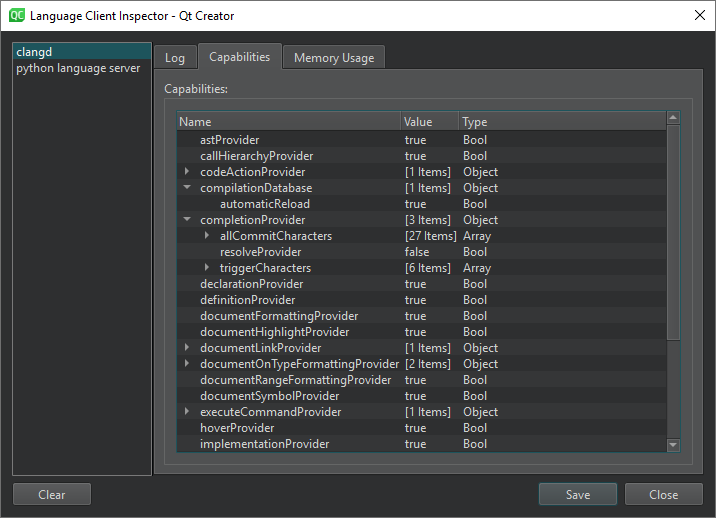 QC Language Client Inspector - Qt Creator
clangd
python language server
Log Capabilities Memory Usage
Capabilities:
Name Value Type
astProvider true Bool
callHierarchyProvider true Bool
codeActionProvider [1 Items] Object
compilationDatabase [1 Items] Object
automaticReload true Bool
completionProvider [3 Items] Object
allCommitCharacters [27 Items] Array
resolveProvider false Bool
triggerCharacters [6 Items] Array
declarationProvider true Bool
definitionProvider true Bool
documentFormattingProvider true Bool
documentHighlightProvider true Bool
documentLinkProvider [1 Items] Object
documentOnTypeFormattingProvider [2 Items] Object
documentRangeFormattingProvider true Bool
documentSymbolProvider true Bool
executeCommandProvider [1 Items] Object
hoverProvider true Bool
implementationProvider true Bool
Clear Save Close